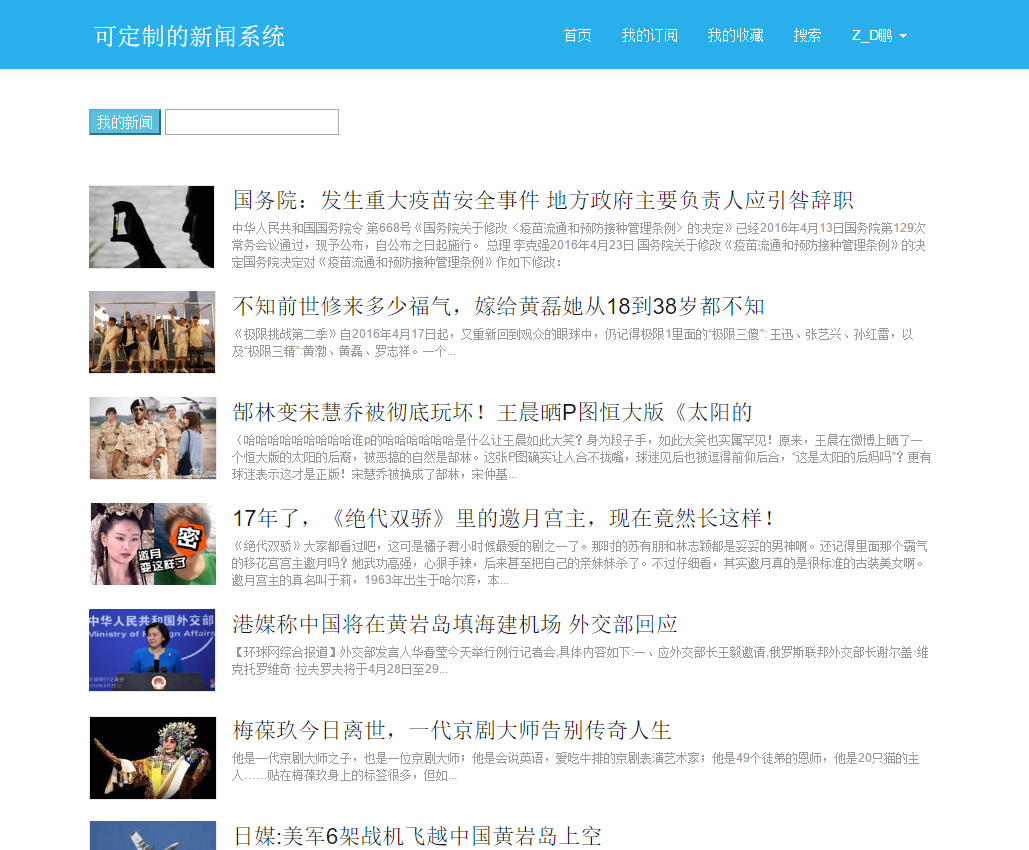 可定制的新闻系统
首页 我的订阅 我的收藏 搜索 Z_D鹏
我的新闻
国务院：发生重大疫苗安全事件 地方政府主要负责人应引咎辞职
中华人民共和国国务院令 第668号《国务院关于修改〈疫苗流通和预防接种管理条例〉的决定》已经2016年4月13日国务院第129次
常务会议通过，现予公布，自公布之日起施行。 总理 李克强2016年4月23日 国务院关于修改《疫苗流通和预防接种管理条例》的决
定国务院决定对《疫苗流通和预防接种管理条例》作如下修改：
不知前世修来多少福气，嫁给黄磊她从18到38岁都不知
《极限挑战第二季》自2016年4月17日起，又重新回到观众的眼球中，仍记得极限1里面的“极限三傻”: 王迅、张艺兴、孙红雷，以
及“极限三精”:黄渤、黄磊、罗志祥。一个...
郜林变宋慧乔被彻底玩坏！王晨晒P图恒大版《太阳的
（哈哈哈哈哈哈哈哈哈谁p的哈哈哈哈哈哈是什么让王晨如此大笑？身为段子手，如此大笑也实属罕见！原来，王晨在微博上晒了一
个恒大版的太阳的后裔，被恶搞的自然是郜林。这张P图确实让人合不拢嘴，球迷见后也被逗得前仰后合，“这是太阳的后妈吗”？更有
球迷表示这才是正版！宋慧乔被换成了郜林，宋仲基...
17年了，《绝代双骄》里的邀月宫主，现在竟然长这样！
邀月
变这样了
密
《绝代双骄》大家都看过吧，这可是橘子君小时候最爱的剧之一了。那时的苏有朋和林志颖都是妥妥的男神啊。还记得里面那个霸气
的移花宫宫主邀月吗？她武功高强，心狠手辣，后来甚至把自己的亲妹妹杀了。不过仔细看，其实邀月真的是很标准的古装美女啊。
邀月宫主的真名叫于莉，1963年出生于哈尔滨，本...
港媒称中国将在黄岩岛填海建机场 外交部回应
中华人民共和国外交部
Ministry of Foreign Affairs
【环球网综合报道】外交部发言人华春莹今天举行例行记者会,具体内容如下:一、应外交部长王毅邀请,俄罗斯联邦外交部长谢尔盖·维
克托罗维奇·拉夫罗夫将于4月28日至29...
梅葆玖今日离世，一代京剧大师告别传奇人生
他是一代京剧大师之子，也是一位京剧大师；他是会说英语，爱吃牛排的京剧表演艺术家；他是49个徒弟的恩师，他是20只猫的主
人……贴在梅葆玖身上的标签很多，但如...
日媒:美军6架战机飞越中国黄岩岛上空